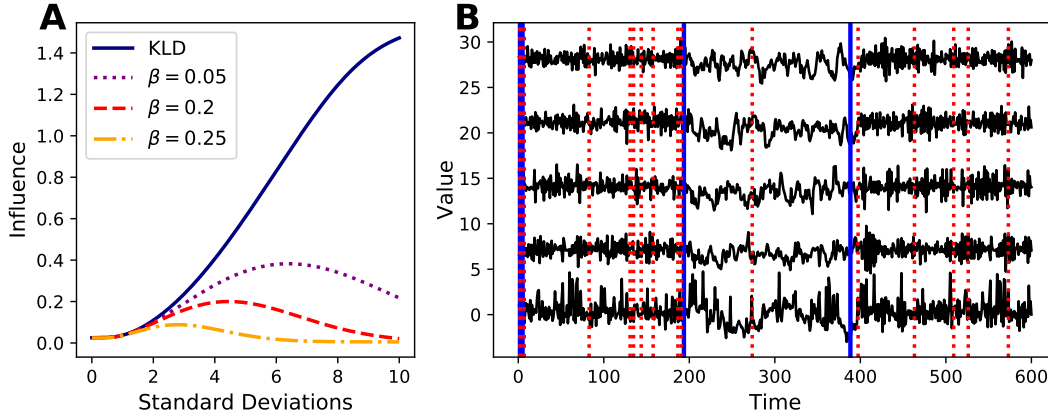 A
Influence
1.4
1.2
1.0
0.8
0.6
0.4
0.2
0.0
KLD
β = 0.05
β = 0.2
β = 0.25
0 2 4 6 8 10
Standard Deviations
B
Value
30
25
20
15
10
5
0
0 100 200 300 400 500 600
Time